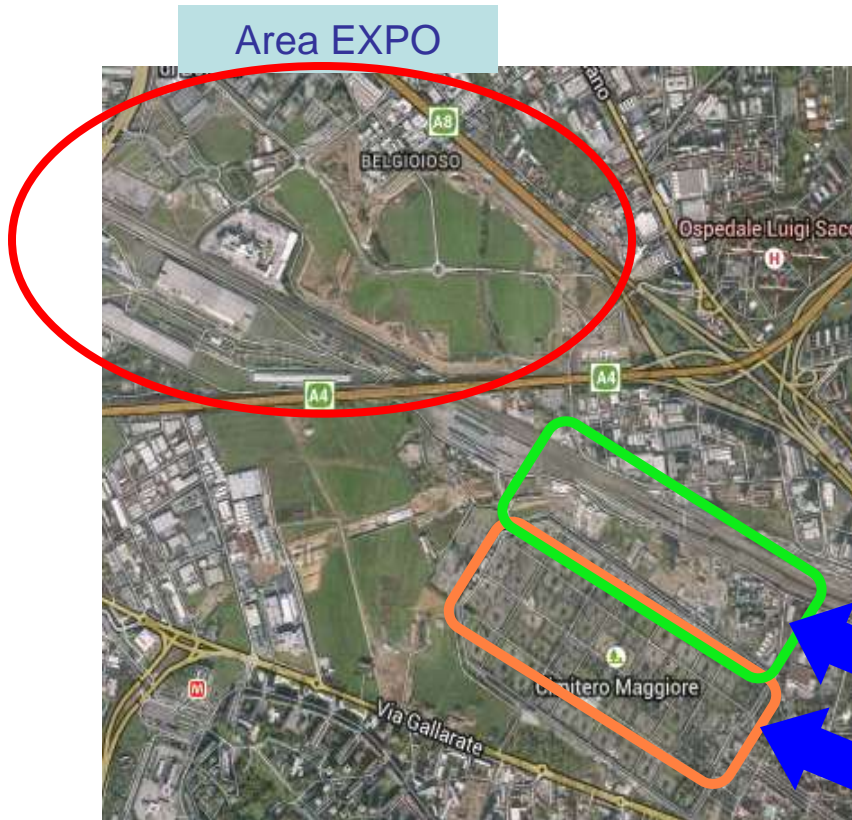 Area EXPO
A8
BELGIOIOSO
Ospedale Luigi Sacc
H
A4
A4
Cimitero Maggiore
M
Via Gallarate